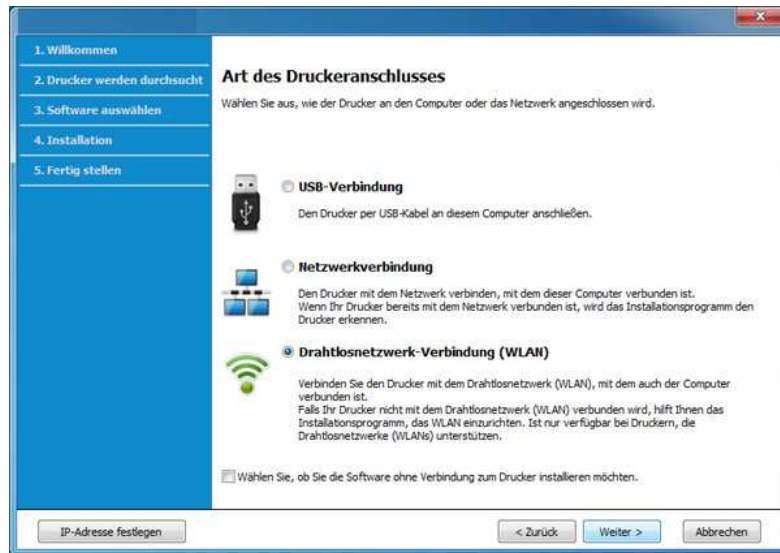 1. Willkommen
2. Drucker werden durchsucht
3. Software auswählen
4. Installation
5. Fertig stellen
Art des Druckeranschlusses
Wählen Sie aus, wie der Drucker an den Computer oder das Netzwerk angeschlossen wird.
USB-Verbindung
Den Drucker per USB-Kabel an diesem Computer anschließen.
Netzwerkverbindung
Den Drucker mit dem Netzwerk verbinden, mit dem dieser Computer verbunden ist.
Wenn Ihr Drucker bereits mit dem Netzwerk verbunden ist, wird das Installationsprogramm den
Drucker erkennen.
Drahtlosnetzwerk-Verbindung (WLAN)
Verbinden Sie den Drucker mit dem Drahtlosnetzwerk (WLAN), mit dem auch der Computer
verbunden ist.
Falls Ihr Drucker nicht mit dem Drahtlosnetzwerk (WLAN) verbunden wird, hilft Ihnen das
Installationsprogramm, das WLAN einzurichten. Ist nur verfügbar bei Druckern, die
Drahtlosnetzwerke (WLANs) unterstützen.
Wählen Sie, ob Sie die Software ohne Verbindung zum Drucker installieren möchten.
IP-Adresse festlegen
< Zurück
Weiter >
Abbrechen